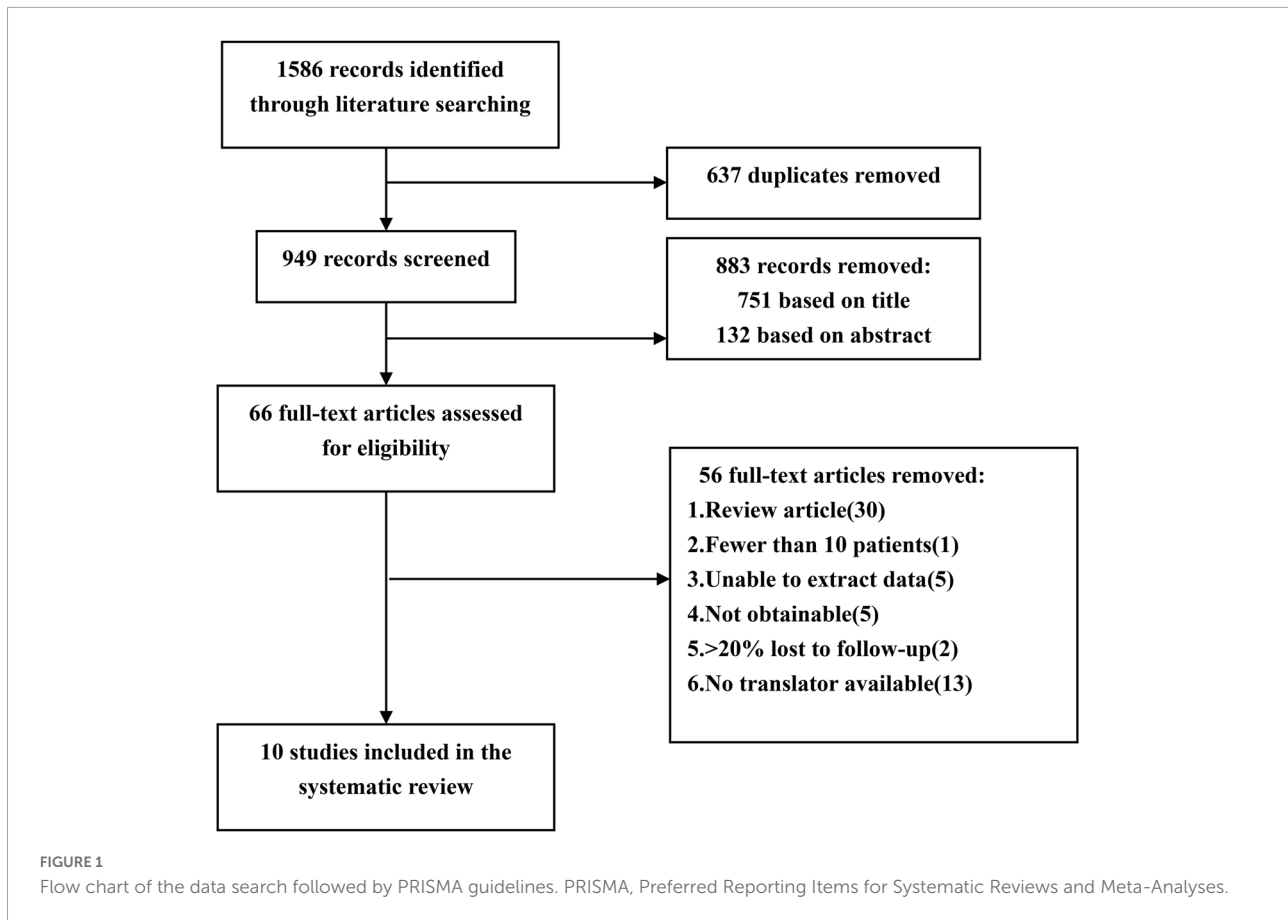 1586 records identified
through literature searching
637 duplicates removed
949 records screened
883 records removed:
751 based on title
132 based on abstract
66 full-text articles assessed
for eligibility
56 full-text articles removed:
1.Review article(30)
2.Fewer than 10 patients(1)
3.Unable to extract data(5)
4.Not obtainable(5)
5.>20% lost to follow-up(2)
6.No translator available(13)
10 studies included in the
systematic review
FIGURE 1
Flow chart of the data search followed by PRISMA guidelines. PRISMA, Preferred Reporting Items for Systematic Reviews and Meta-Analyses.